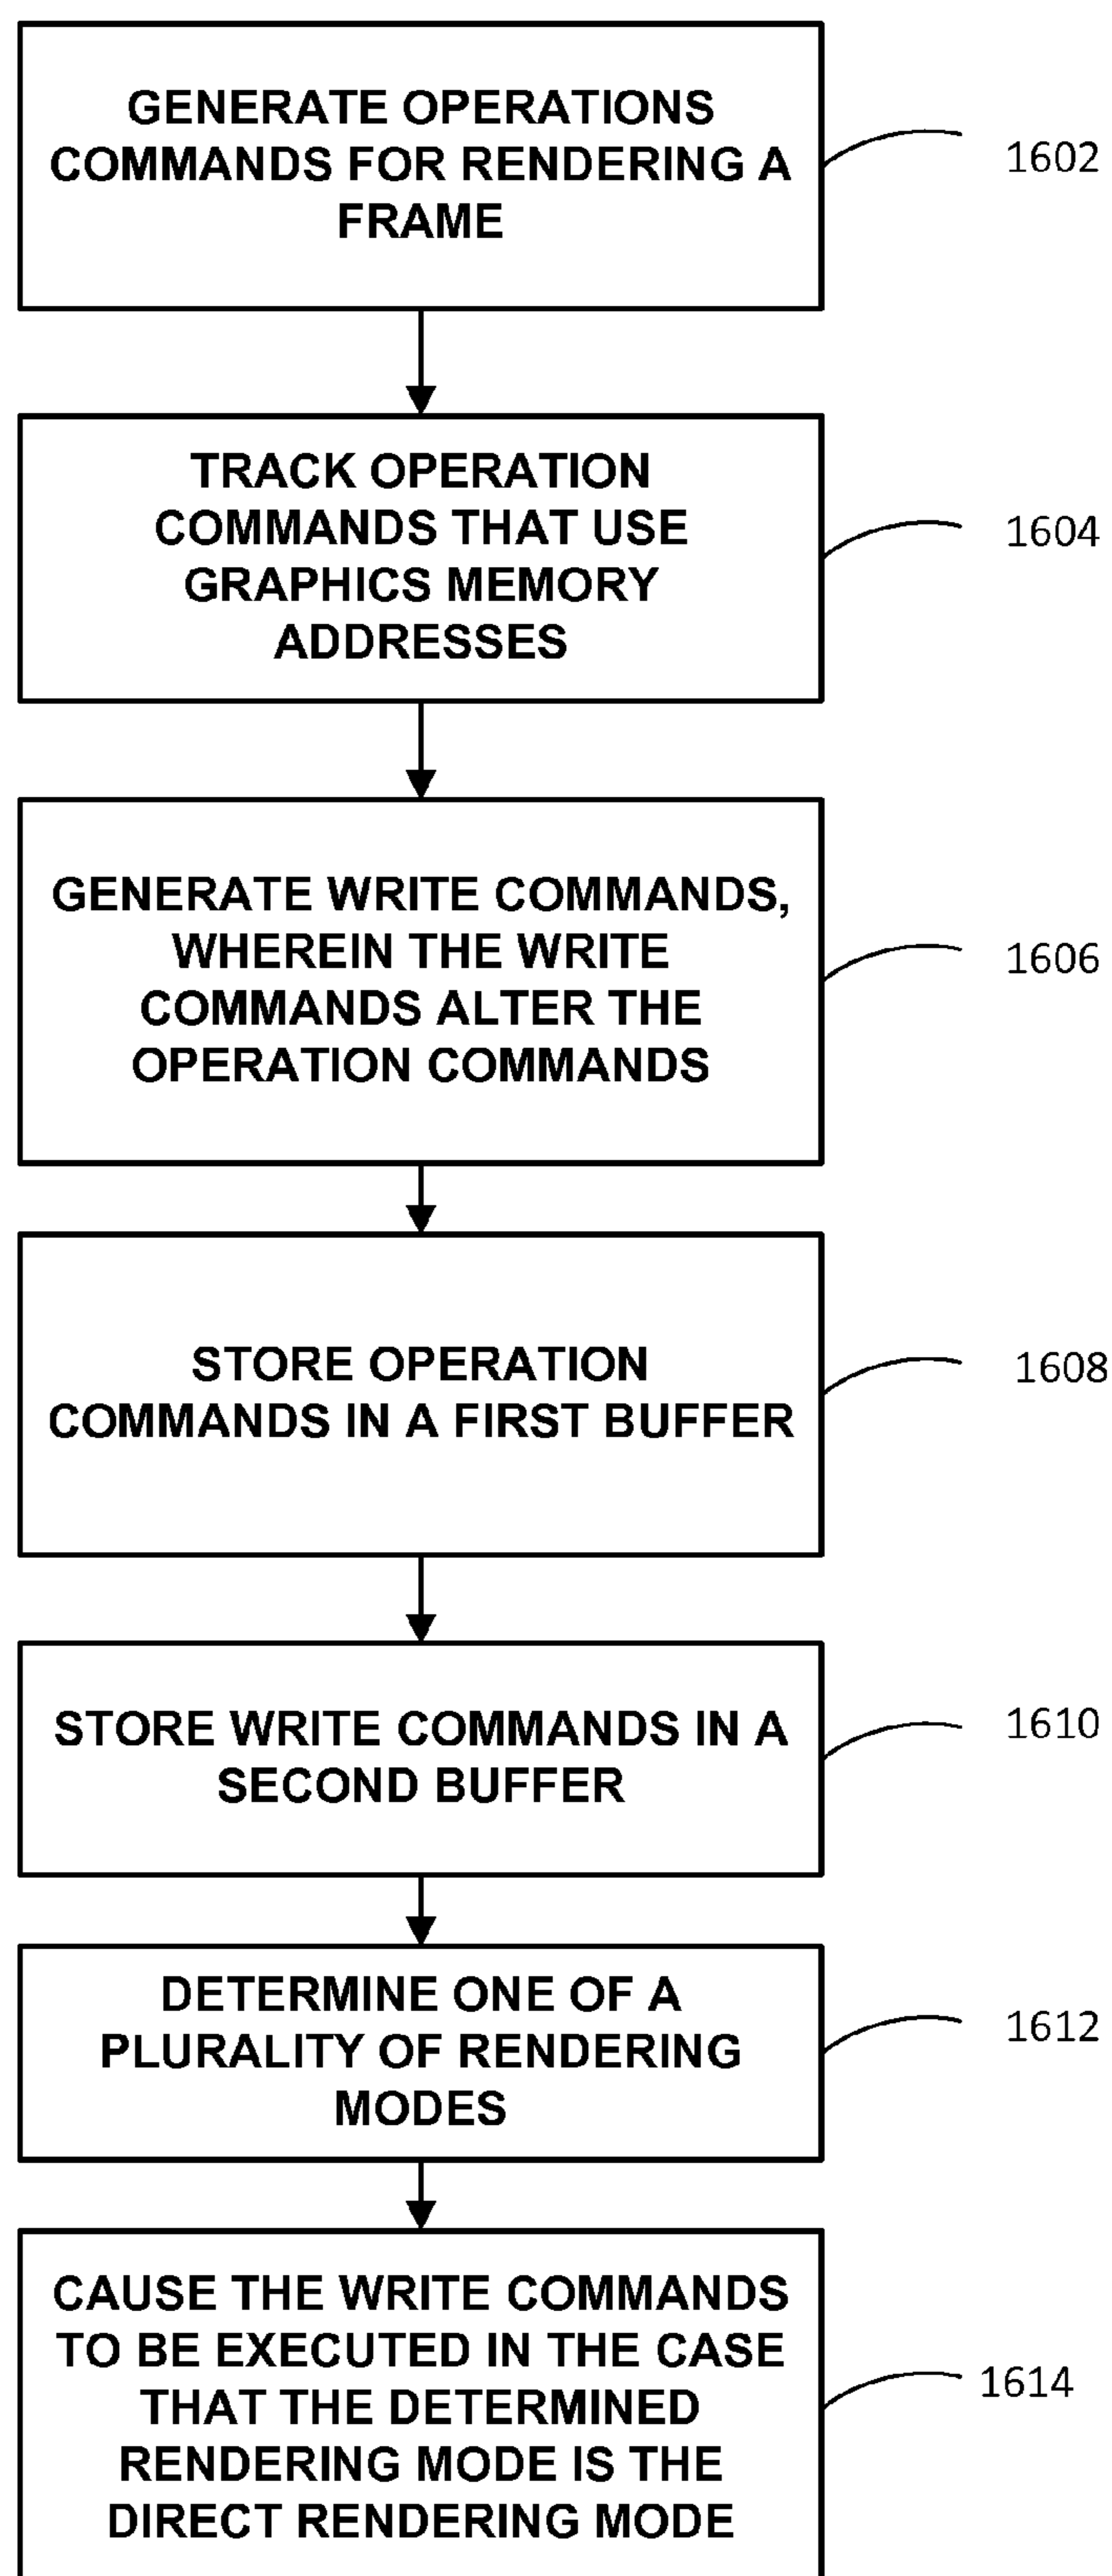 GENERATE OPERATIONS
COMMANDS FOR RENDERING A
FRAME
1602
TRACK OPERATION
COMMANDS THAT USE
GRAPHICS MEMORY
ADDRESSES
1604
GENERATE WRITE COMMANDS,
WHEREIN THE WRITE
COMMANDS ALTER THE
OPERATION COMMANDS
1606
STORE OPERATION
COMMANDS IN A FIRST BUFFER
1608
STORE WRITE COMMANDS IN A
SECOND BUFFER
1610
DETERMINE ONE OF A
PLURALITY OF RENDERING
MODES
1612
CAUSE THE WRITE COMMANDS
TO BE EXECUTED IN THE CASE
THAT THE DETERMINED
RENDERING MODE IS THE
DIRECT RENDERING MODE
1614